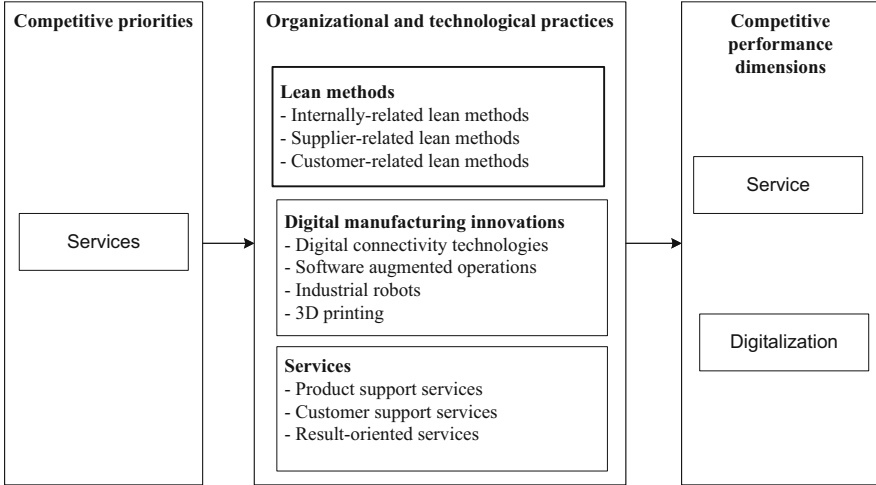 Competitive priorities
Services
Organizational and technological practices
Lean methods
- Internally-related lean methods
- Supplier-related lean methods
- Customer-related lean methods
Digital manufacturing innovations
- Digital connectivity technologies
- Software augmented operations
- Industrial robots
- 3D printing
Services
- Product support services
- Customer support services
- Result-oriented services
Competitive
performance
dimensions
Service
Digitalization